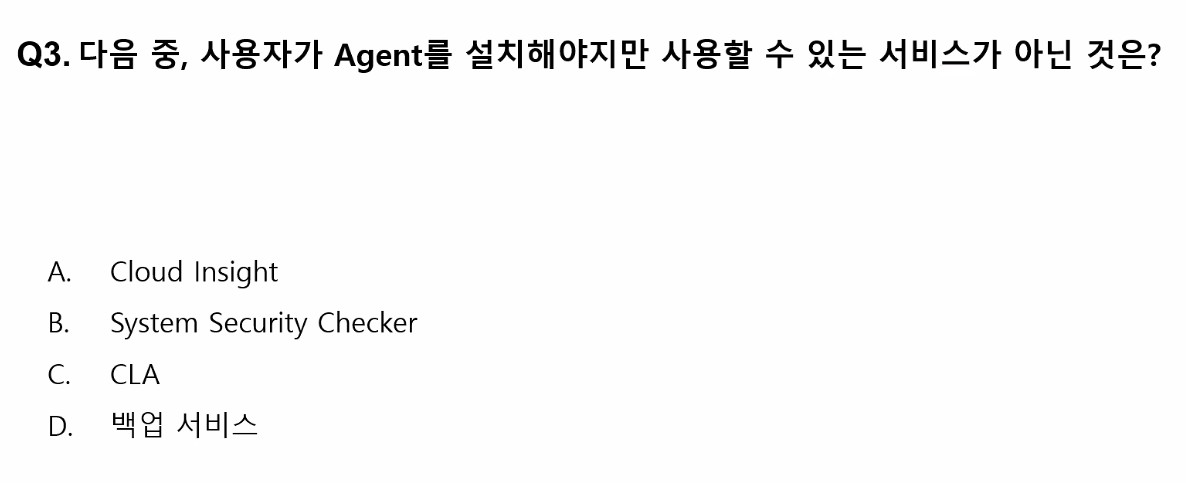 Q3. 다음 중, 사용자가 Agent를 설치해야지만 사용할 수 있는 서비스가 아닌 것은?
A. Cloud Insight
B. System Security Checker
C. CLA
D. 백업 서비스